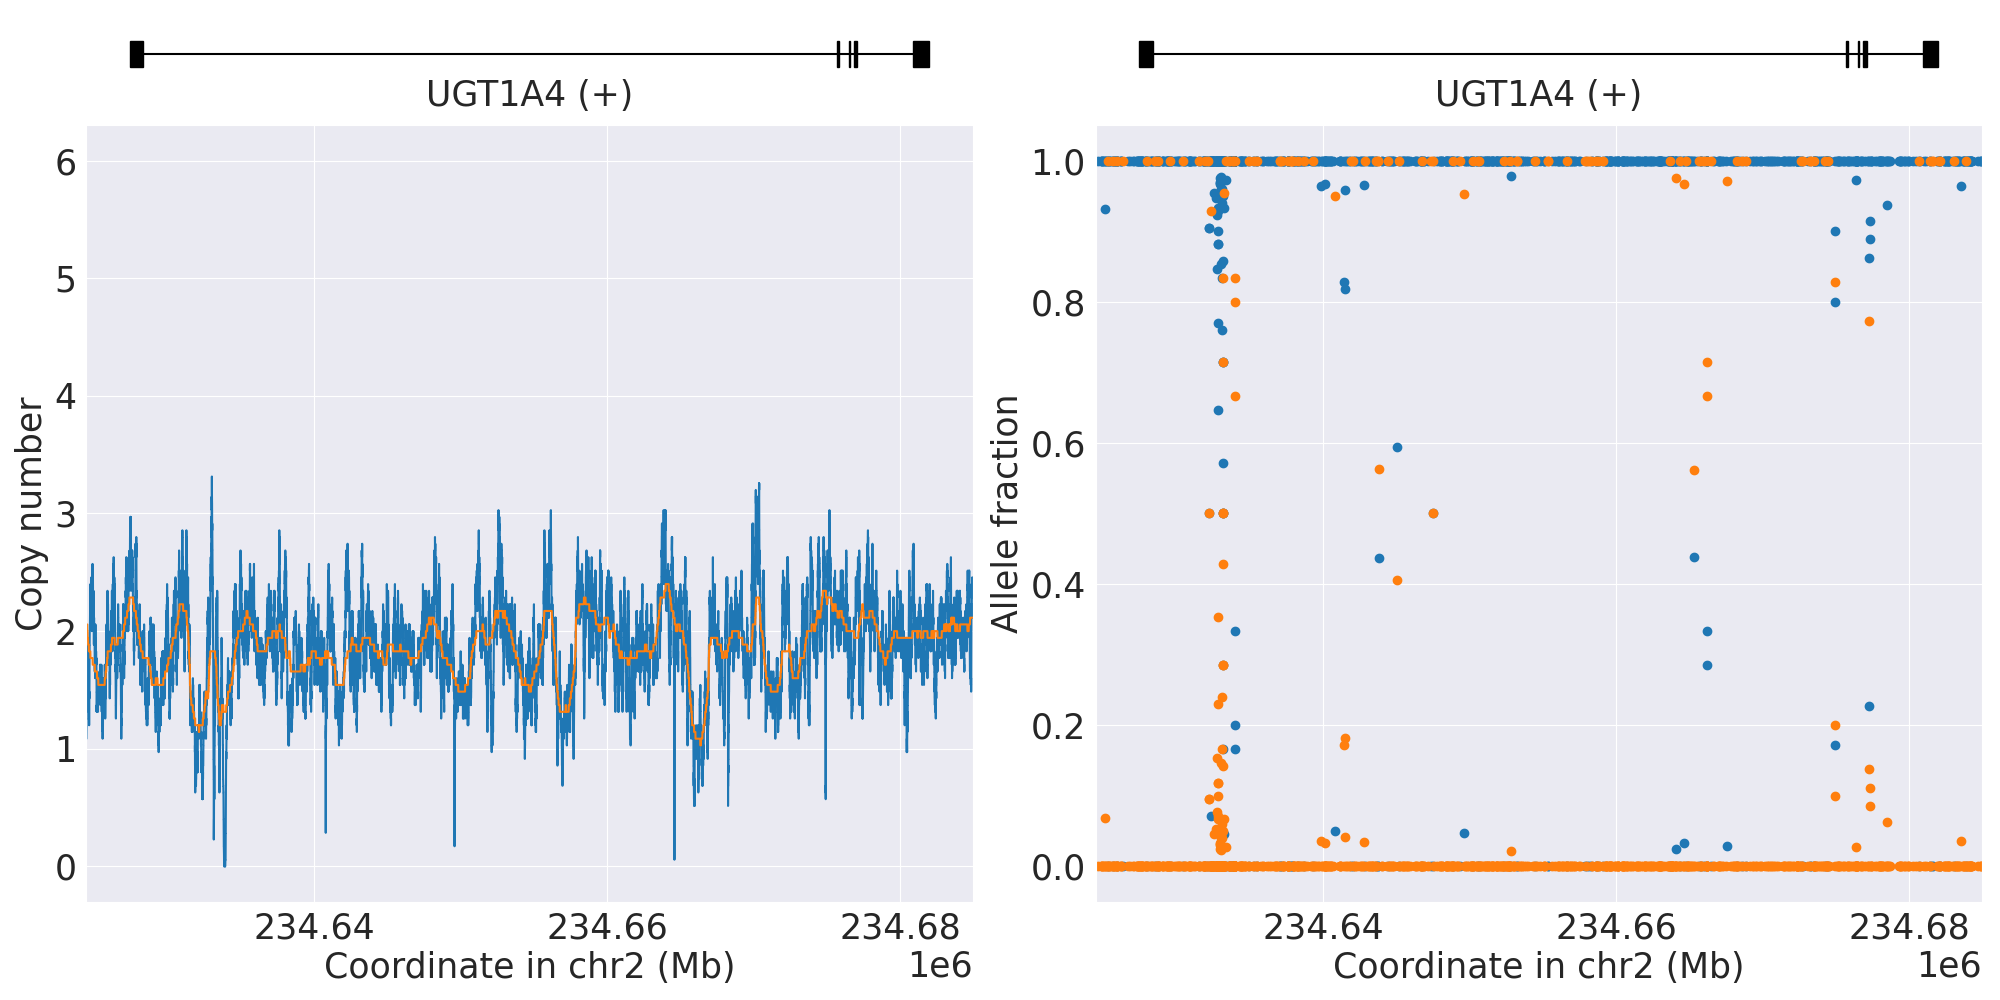 UGT1A4 (+)
6
5
4
3
2
1
0
Copy number
234.64
234.66
234.68
Coordinate in chr2 (Mb)
1e6
UGT1A4 (+)
1.0
0.8
0.6
0.4
0.2
0.0
Allele fraction
234.64
234.66
234.68
Coordinate in chr2 (Mb)
1e6